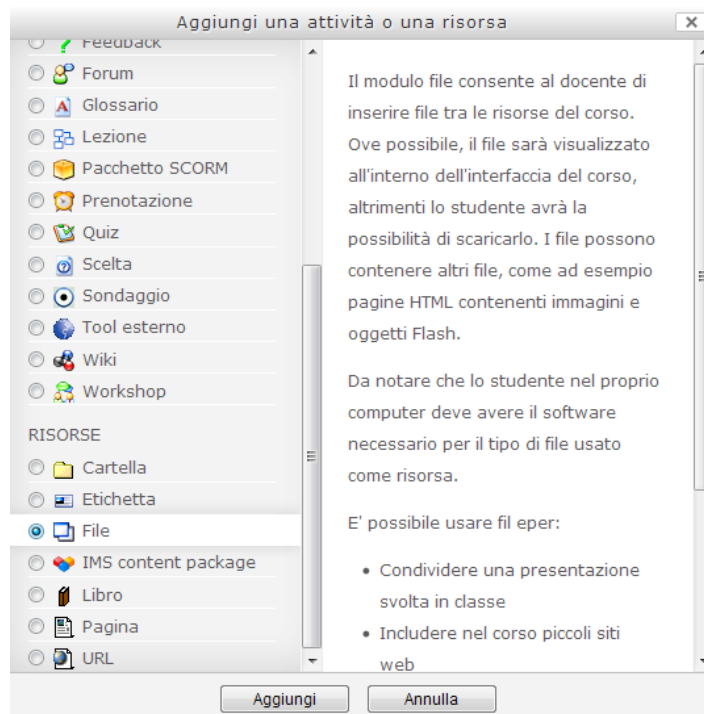 Aggiungi una attività o una risorsa
Feedback
Forum
Glossario
Lezione
Pacchetto SCORM
Prenotazione
Quiz
Scelta
Sondaggio
Tool esterno
Wiki
Workshop
RISORSE
Cartella
Etichetta
File
IMS content package
Libro
Pagina
URL
Il modulo file consente al docente di
inserire file tra le risorse del corso.
Ove possibile, il file sarà visualizzato
all'interno dell'interfaccia del corso,
altrimenti lo studente avrà la
possibilità di scaricarlo. I file possono
contenere altri file, come ad esempio
pagine HTML contenenti immagini e
oggetti Flash.
Da notare che lo studente nel proprio
computer deve avere il software
necessario per il tipo di file usato
come risorsa.
E' possibile usare fil eper:
• Condividere una presentazione
svolta in classe
• Includere nel corso piccoli siti
web
Aggiungi
Annulla